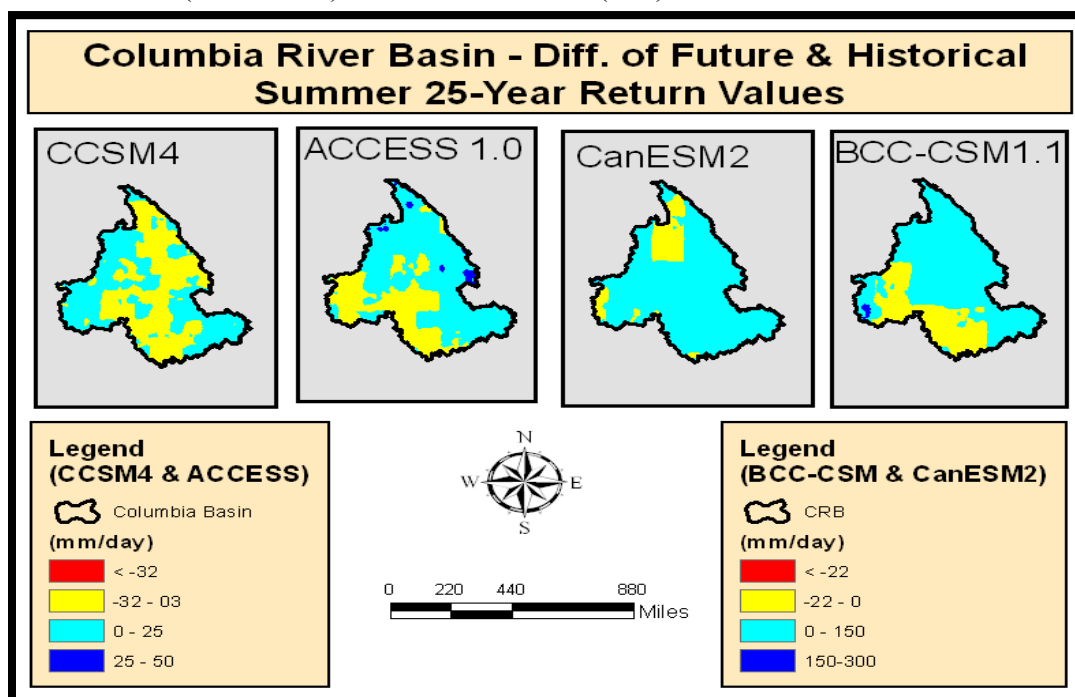 Columbia River Basin - Diff. of Future & Historical
Summer 25-Year Return Values
CCSM4
ACCESS 1.0
CanESM2
BCC-CSM1.1
Legend
(CCSM4 & ACCESS)
Columbia Basin
(mm/day)
< -32
-32 - 03
0 - 25
25 - 50
N
W
E
S
0 220 440 880
Miles
Legend
(BCC-CSM & CanESM2)
CRB
(mm/day)
< -22
-22 - 0
0 - 150
150-300